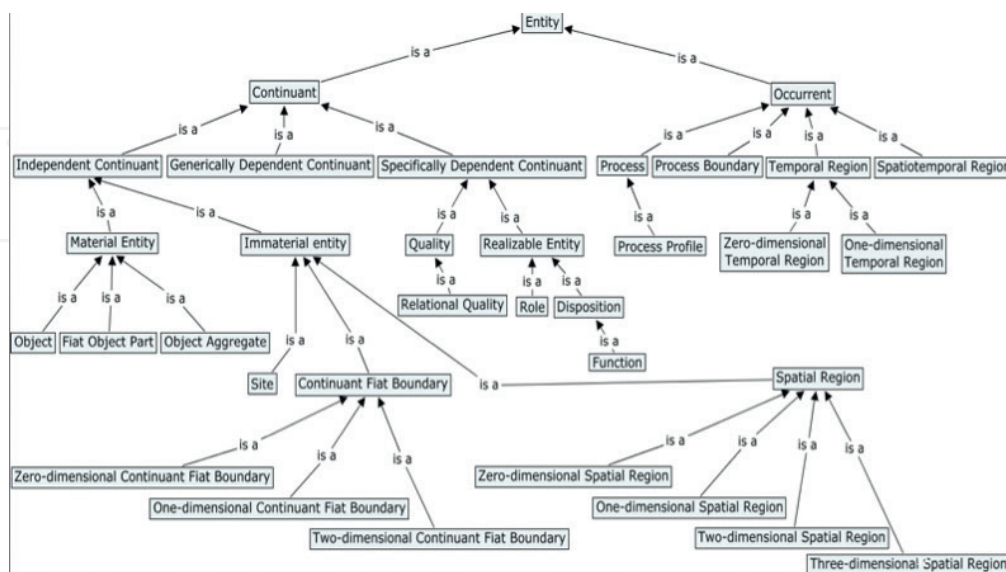 Entity
is a
is a
Continuant
Occurrent
is a
is a
is a
is a
is a
is a
is a
Independent Continuant
Generically Dependent Continuant
Specifically Dependent Continuant
Process
Process Boundary
Temporal Region
Spatiotemporal Region
is a
is a
is a
is a
is a
is a
is a
Material Entity
Immaterial entity
Quality
Realizable Entity
Process Profile
Zero-dimensional
Temporal Region
One-dimensional
Temporal Region
is a
is a
is a
is a
is a
is a
Relational Quality
Role
Disposition
Object
Fiat Object Part
Object Aggregate
is a
is a
is a
Function
Site
Continuant Fiat Boundary
is a
Spatial Region
is a
is a
is a
is a
is a
is a
is a
Zero-dimensional Continuant Fiat Boundary
Zero-dimensional Spatial Region
One-dimensional Continuant Fiat Boundary
One-dimensional Spatial Region
Two-dimensional Continuant Fiat Boundary
Two-dimensional Spatial Region
Three-dimensional Spatial Region